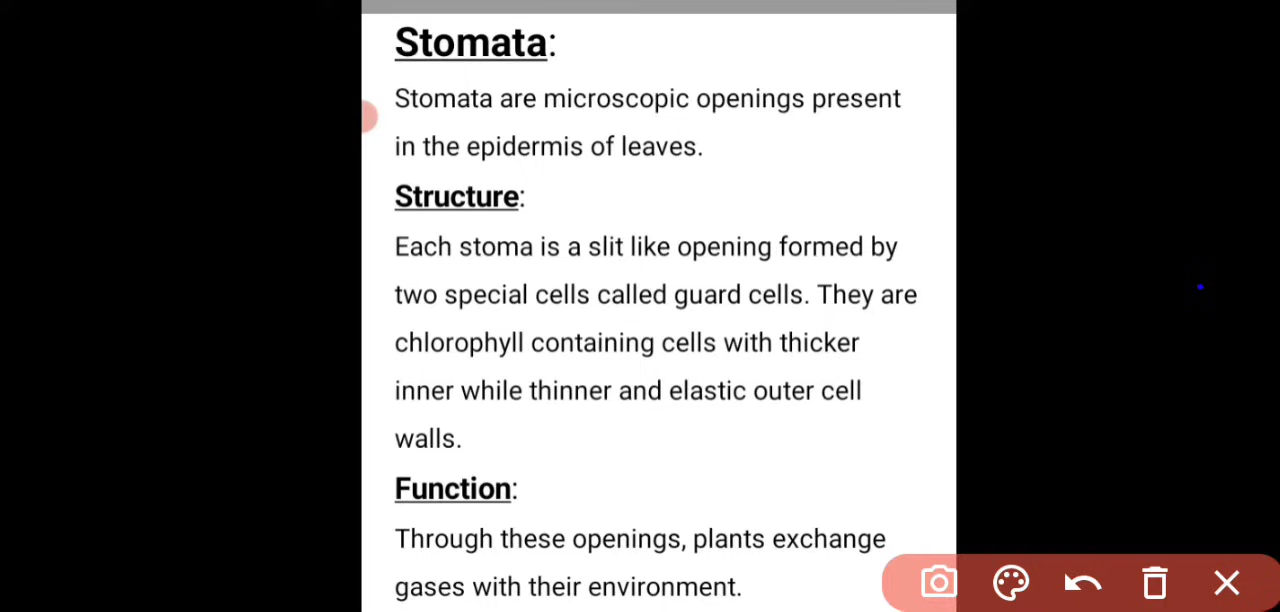 Stomata:
Stomata are microscopic openings present
in the epidermis of leaves.
Structure:
Each stoma is a slit like opening formed by
two special cells called guard cells. They are
chlorophyll containing cells with thicker
inner while thinner and elastic outer cell
walls.
Function:
Through these openings, plants exchange
gases with their environment.